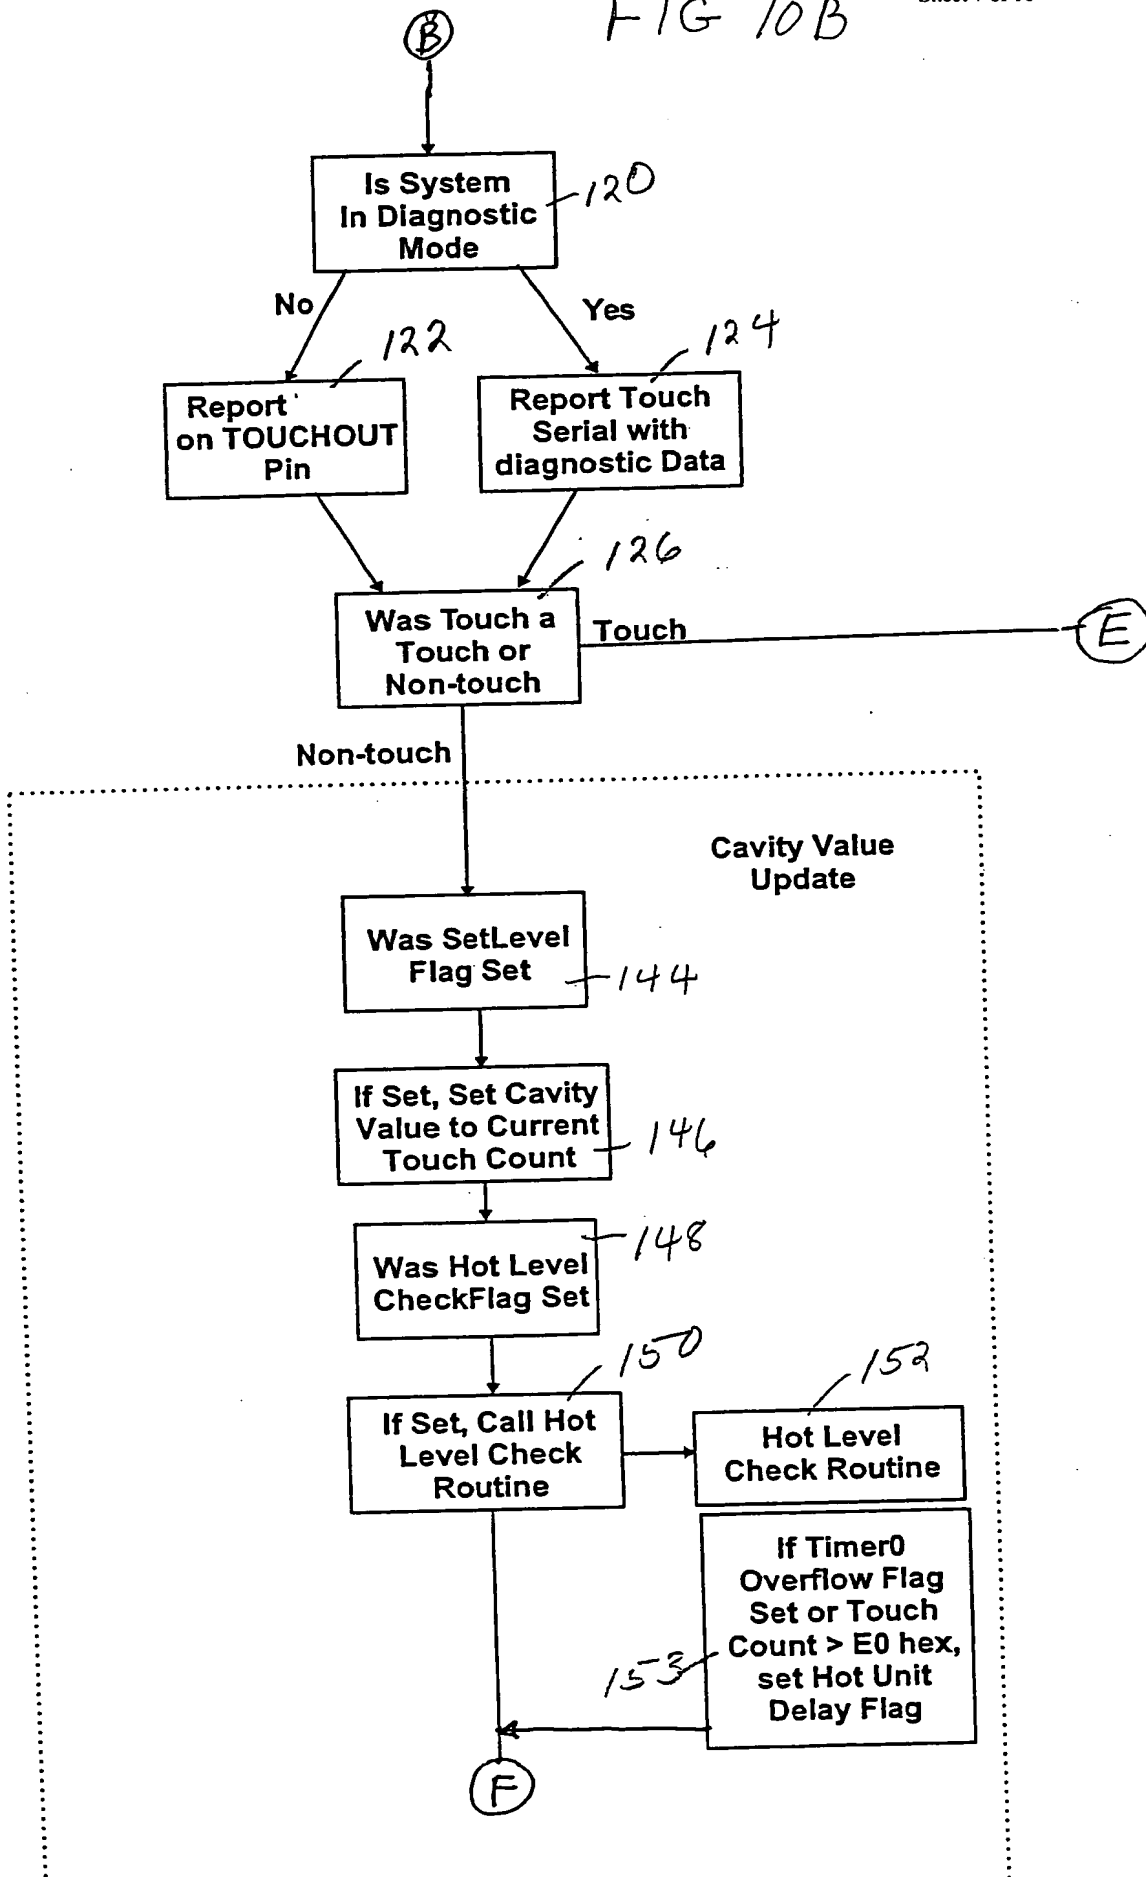 FIG 10B
B
Is System
In Diagnostic
Mode
120
No
Yes
122
124
Report
on TOUCHOUT
Pin
Report Touch
Serial with
diagnostic Data
126
Was Touch a
Touch or
Non-touch
Touch
E
Non-touch
Cavity Value
Update
Was SetLevel
Flag Set
144
If Set, Set Cavity
Value to Current
Touch Count
146
148
Was Hot Level
CheckFlag Set
150
152
If Set, Call Hot
Level Check
Routine
Hot Level
Check Routine
If Timer0
Overflow Flag
Set or Touch
Count > E0 hex,
set Hot Unit
Delay Flag
153
F